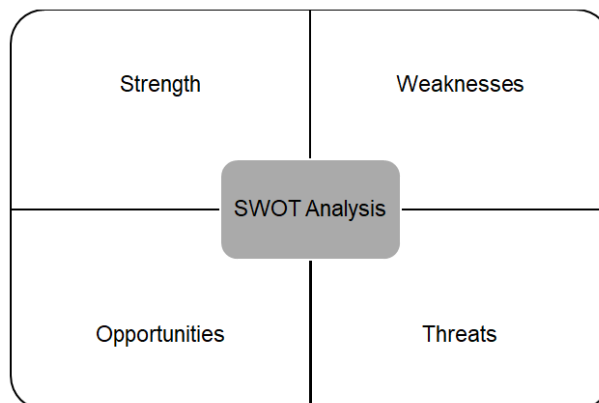 Strength
Weaknesses
SWOT Analysis
Opportunities
Threats